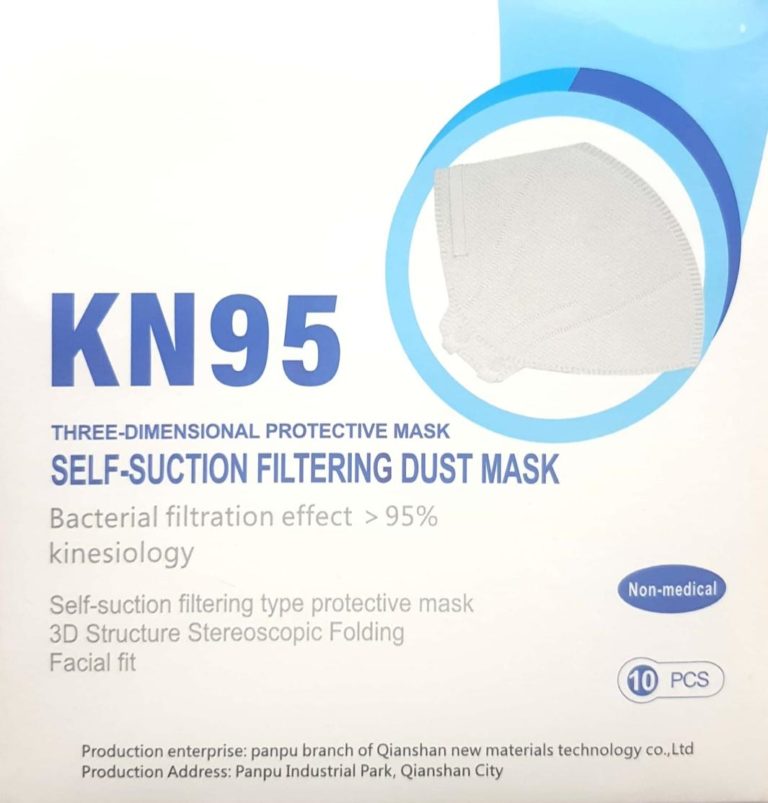 KN95
THREE-DIMENSIONAL PROTECTIVE MASK
SELF-SUCTION FILTERING DUST MASK
Bacterial filtration effect > 95%
kinesiology
Self-suction filtering type protective mask
3D Structure Stereoscopic Folding
Facial fit
Non-medical
10 PCS
Production enterprise: panpu branch of Qianshan new materials technology co.,Ltd
Production Address: Panpu Industrial Park, Qianshan City